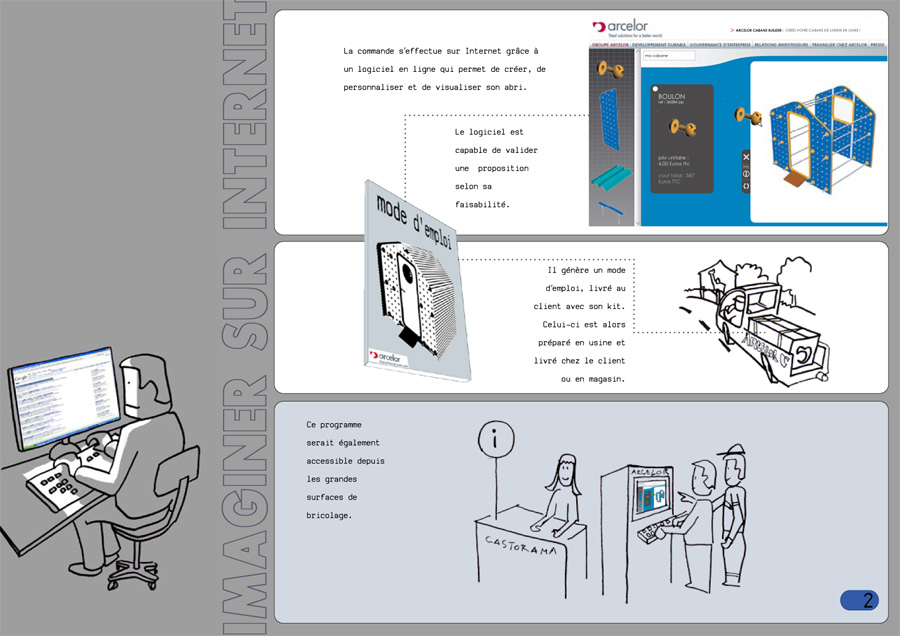 IMAGINER SUR INTERNET
La commande s'effectue sur Internet grâce à
un logiciel en ligne qui permet de créer, de
personnaliser et de visualiser son abri.
Le logiciel est
capable de valider
une proposition
selon sa
faisabilité.
arcelor
Steel solutions for a better world
ARCELOR CABANE BUILDER : CREEZ VOTRE CABANE DE JARDIN EN LIGNE !
GROUPE ARCELOR DEVELOPPEMENT DURABLE GOUVERNANCE D'ENTREPRISE RELATIONS INVESTISSEURS TRAVAILLER CHEZ ARCELOR PRESSE
ma cabane
BOULON
prix unitaire :
4.00 Euros ttc
cout total : 367
Euros TTC
mode d'emploi
arcelor
Il génère un mode
d'emploi, livré au
client avec son kit.
Celui-ci est alors
préparé en usine et
livré chez le client
ou en magasin.
ARCELOR
Ce programme
serait également
accessible depuis
les grandes
surfaces de
bricolage.
i
CASTORAMA
ARCELOR
2